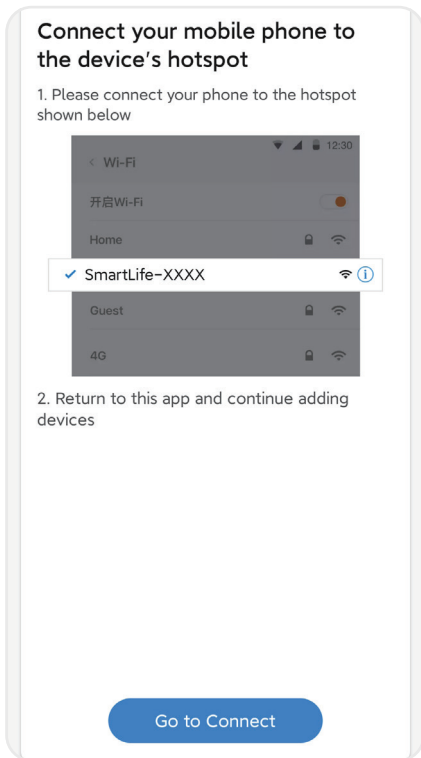 Connect your mobile phone to
the device's hotspot
1. Please connect your phone to the hotspot
shown below
12:30
< Wi-Fi
开启Wi-Fi
Home
SmartLife-XXXX
Guest
4G
2. Return to this app and continue adding
devices
Go to Connect